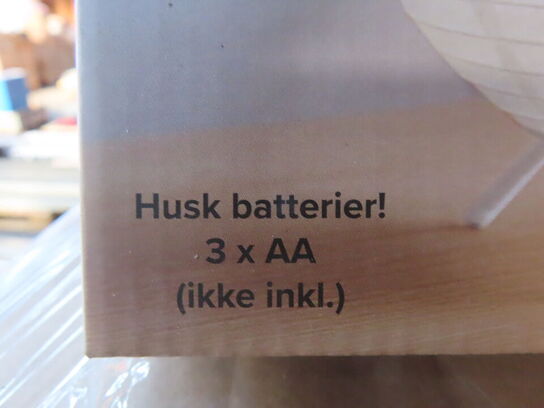 Husk batterier!
3 x AA
(ikke inkl.)